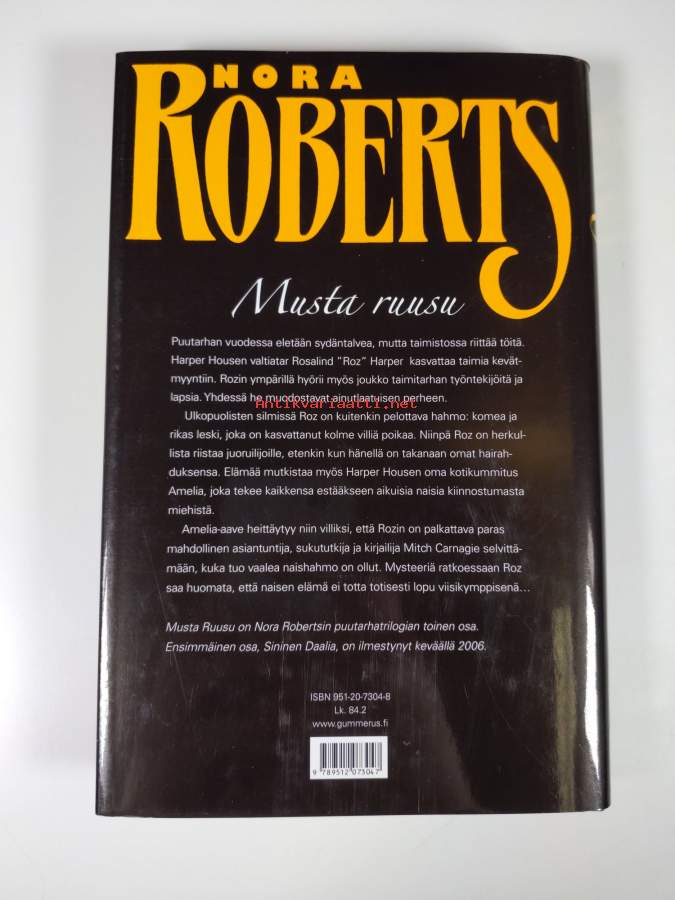 NORA
ROBERTS
Musta ruusu
Puutarhan vuodessa eletään sydäntalvea, mutta taimistossa riittää töitä.
Harper Housen valtiatar Rosalind "Roz" Harper kasvattaa taimia kevät-
myyntiin. Rozin ympärillä hyörii myös joukko taimitarhan työntekijöitä ja
lapsia. Yhdessä he muodostavat ainutlaatuisen perheen.
Antikvariaatti.net
Ulkopuolisten silmissä Roz on kuitenkin pelottava hahmo: komea ja
rikas leski, joka on kasvattanut kolme villiä poikaa. Niinpä Roz on herkul-
lista riistaa juoruilijoille, etenkin kun hänellä on takanaan omat hairah-
duksensa. Elämää mutkistaa myös Harper Housen oma kotikummitus
Amelia, joka tekee kaikkensa estääkseen aikuisia naisia kiinnostumasta
miehistä.
Amelia-aave heittäytyy niin villiksi, että Rozin on palkattava paras
mahdollinen asiantuntija, sukututkija ja kirjailija Mitch Carnagie selvittä-
mään, kuka tuo vaalea naishahmo on ollut. Mysteeriä ratkoessaan Roz
saa huomata, että naisen elämä ei totta totisesti lopu viisikymppisenä...
Musta Ruusu on Nora Robertsin puutarhatrilogian toinen osa.
Ensimmäinen osa, Sininen Daalia, on ilmestynyt keväällä 2006.
ISBN 951-20-7304-8
Lk. 84.2
www.gummerus.fi
9 789512 073047